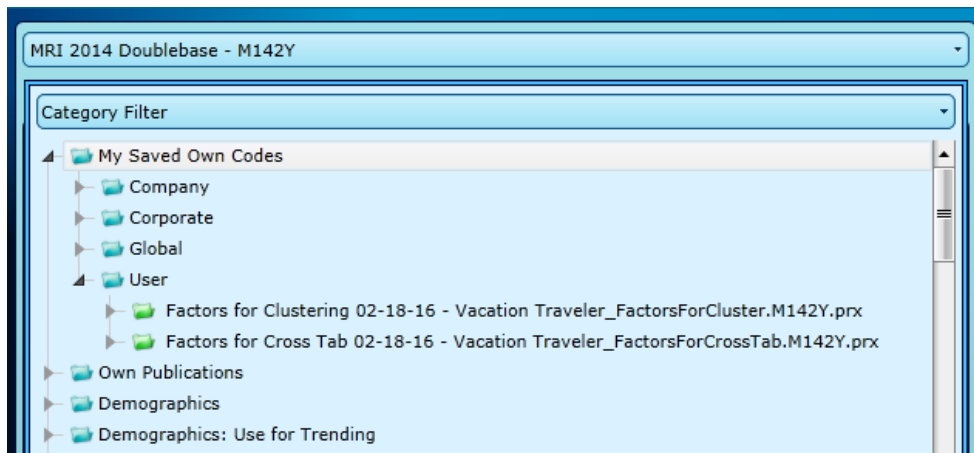 MRI 2014 Doublebase - M142Y
Category Filter
My Saved Own Codes
Company
Corporate
Global
User
Factors for Clustering 02-18-16 - Vacation Traveler_FactorsForCluster.M142Y.prx
Factors for Cross Tab 02-18-16 - Vacation Traveler_FactorsForCrossTab.M142Y.prx
Own Publications
Demographics
Demographics: Use for Trending